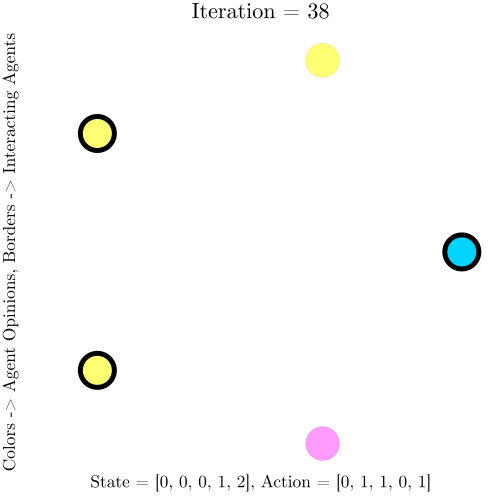 Iteration = 38
Colors -> Agent Opinions, Borders -> Interacting Agents
State = [0, 0, 0, 1, 2], Action = [0, 1, 1, 0, 1]